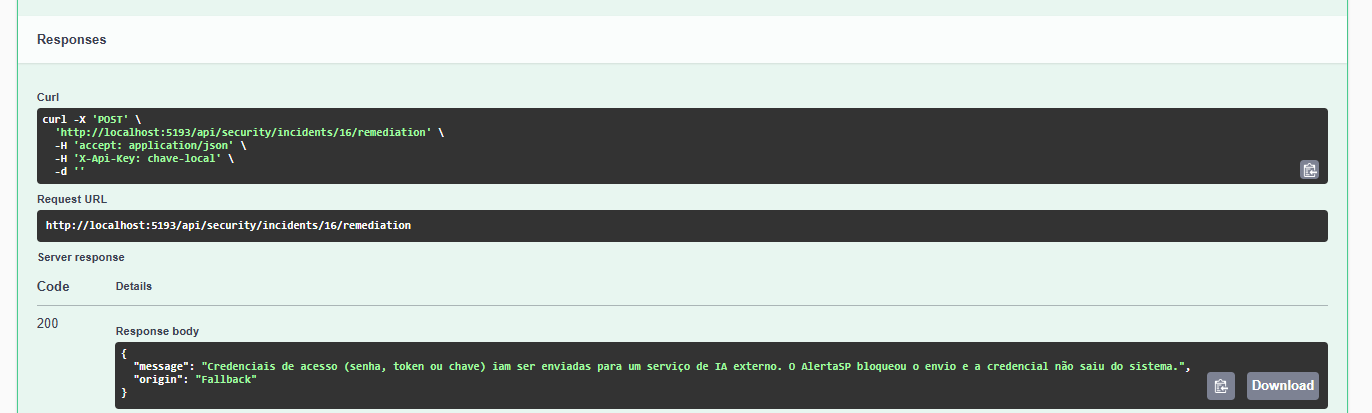 Responses
Curl
curl -X 'POST' \
  'http://localhost:5193/api/security/incidents/16/remediation' \
  -H 'accept: application/json' \
  -H 'X-Api-Key: chave-local' \
  -d ''
Request URL
http://localhost:5193/api/security/incidents/16/remediation
Server response
Code Details
200
Response body
{
  "message": "Credenciais de acesso (senha, token ou chave) iam ser enviadas para um serviço de IA externo. O AlertaSP bloqueou o envio e a credencial não saiu do sistema.",
  "origin": "Fallback"
}
Download